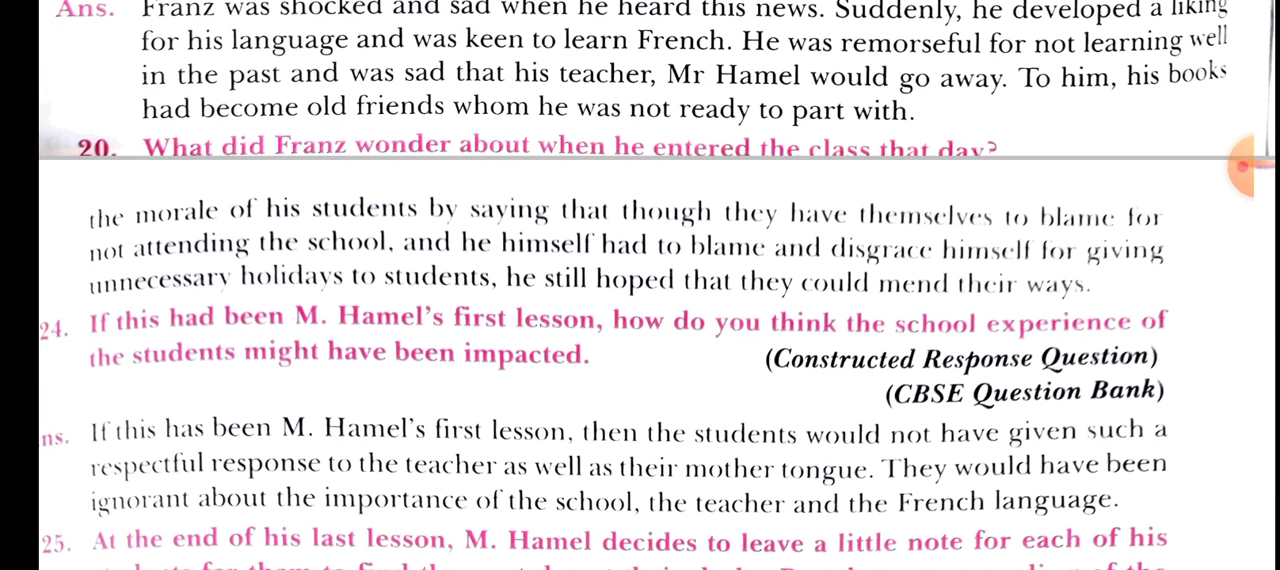 Ans. Franz was shocked and sad when he heard this news. Suddenly, he developed a liking
for his language and was keen to learn French. He was remorseful for not learning well
in the past and was sad that his teacher, Mr Hamel would go away. To him, his books
had become old friends whom he was not ready to part with.
20. What did Franz wonder about when he entered the class that day?
the morale of his students by saying that though they have themselves to blame for
not attending the school, and he himself had to blame and disgrace himself for giving
unnecessary holidays to students, he still hoped that they could mend their ways.
24. If this had been M. Hamel's first lesson, how do you think the school experience of
the students might have been impacted.
(Constructed Response Question)
(CBSE Question Bank)
ns. If this has been M. Hamel's first lesson, then the students would not have given such a
respectful response to the teacher as well as their mother tongue. They would have been
ignorant about the importance of the school, the teacher and the French language.
25. At the end of his last lesson, M. Hamel decides to leave a little note for each of his